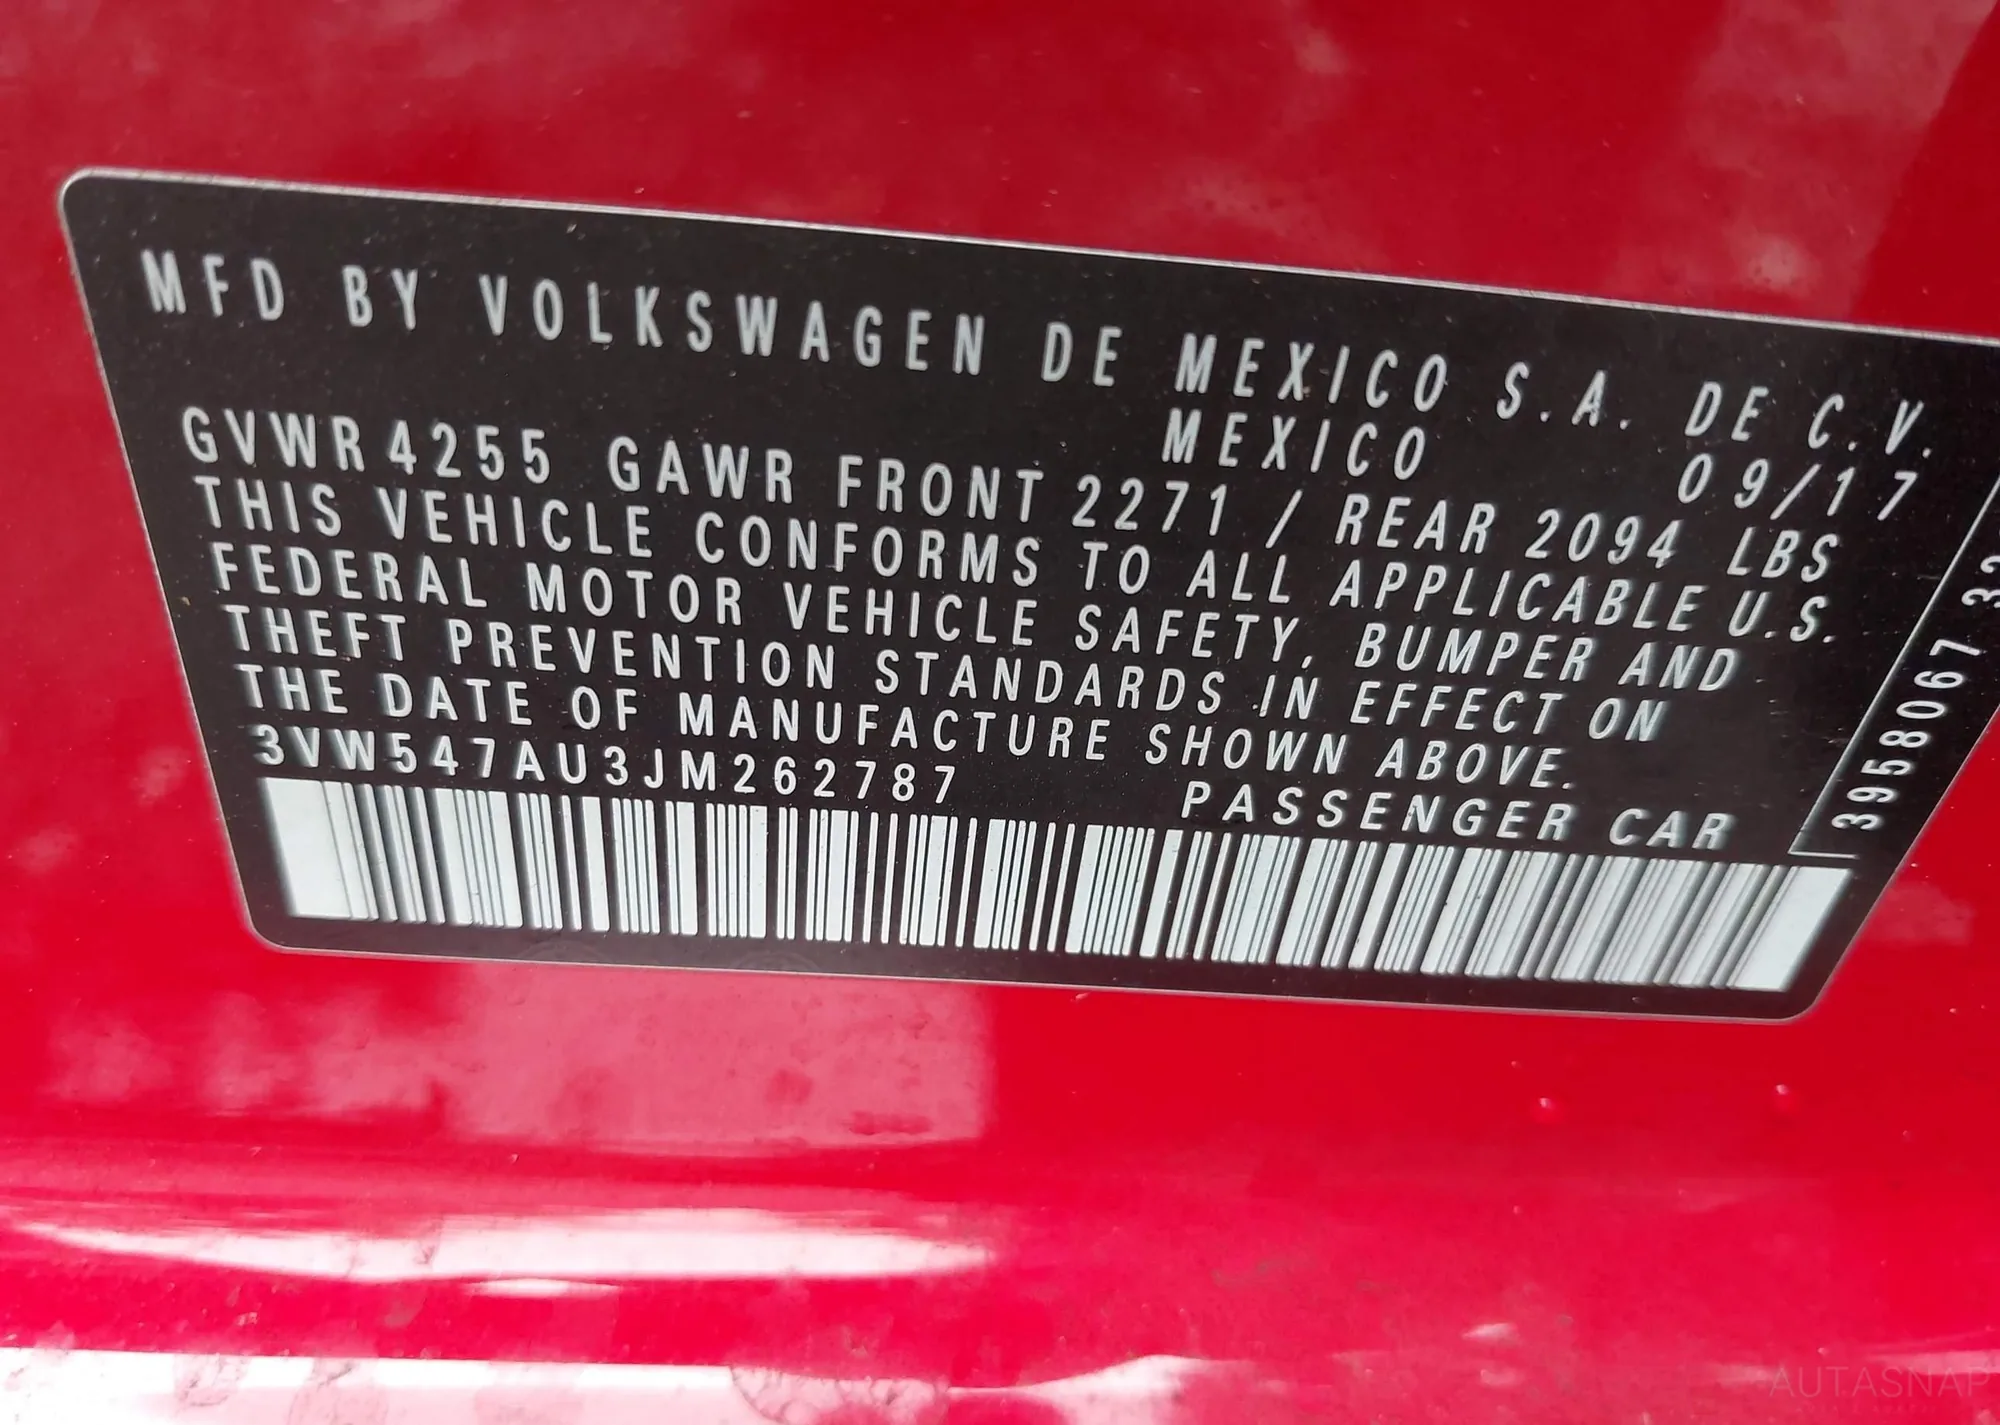 MFD BY VOLKSWAGEN DE MEXICO S.A. DE C.V.
MEXICO 09/17
GVWR 4255 GAWR FRONT 2271 / REAR 2094 LBS
THIS VEHICLE CONFORMS TO ALL APPLICABLE U.S.
FEDERAL MOTOR VEHICLE SAFETY, BUMPER AND
THEFT PREVENTION STANDARDS IN EFFECT ON
THE DATE OF MANUFACTURE SHOWN ABOVE.
3VW547AU3JM262787 PASSENGER CAR
3958067
AUTASNAP